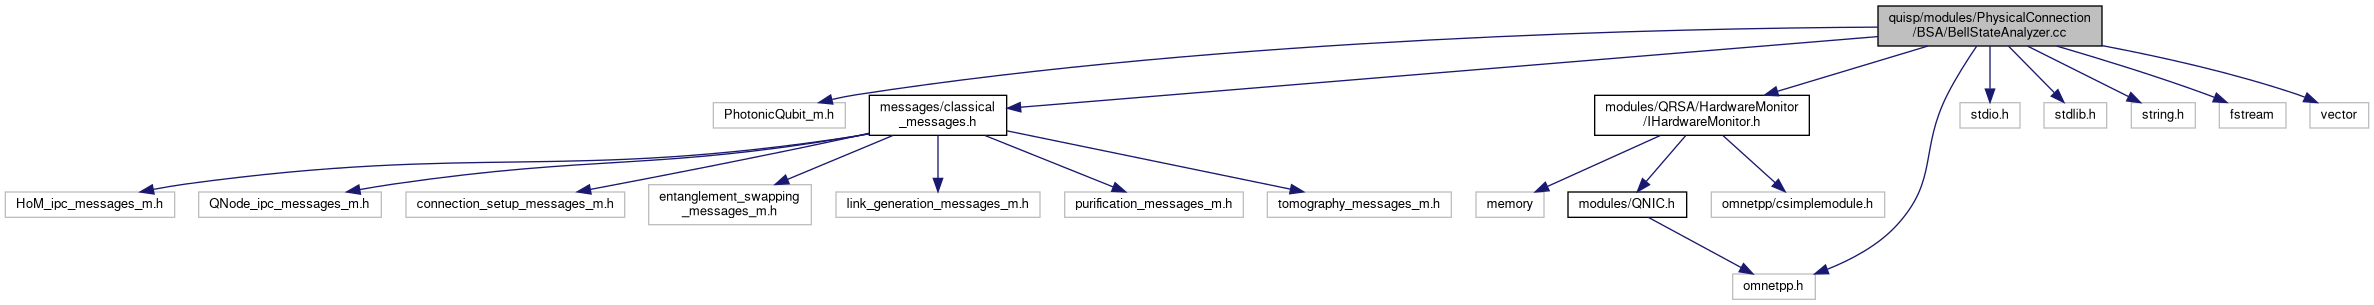 quisp/modules/PhysicalConnection
/BSA/BellStateAnalyzer.cc
PhotonicQubit_m.h
messages/classical
_messages.h
modules/QRSA/HardwareMonitor
/IHardwareMonitor.h
stdio.h
stdlib.h
string.h
fstream
vector
HoM_ipc_messages_m.h
QNode_ipc_messages_m.h
connection_setup_messages_m.h
entanglement_swapping
_messages_m.h
link_generation_messages_m.h
purification_messages_m.h
tomography_messages_m.h
memory
modules/QNIC.h
omnetpp/csimplemodule.h
omnetpp.h